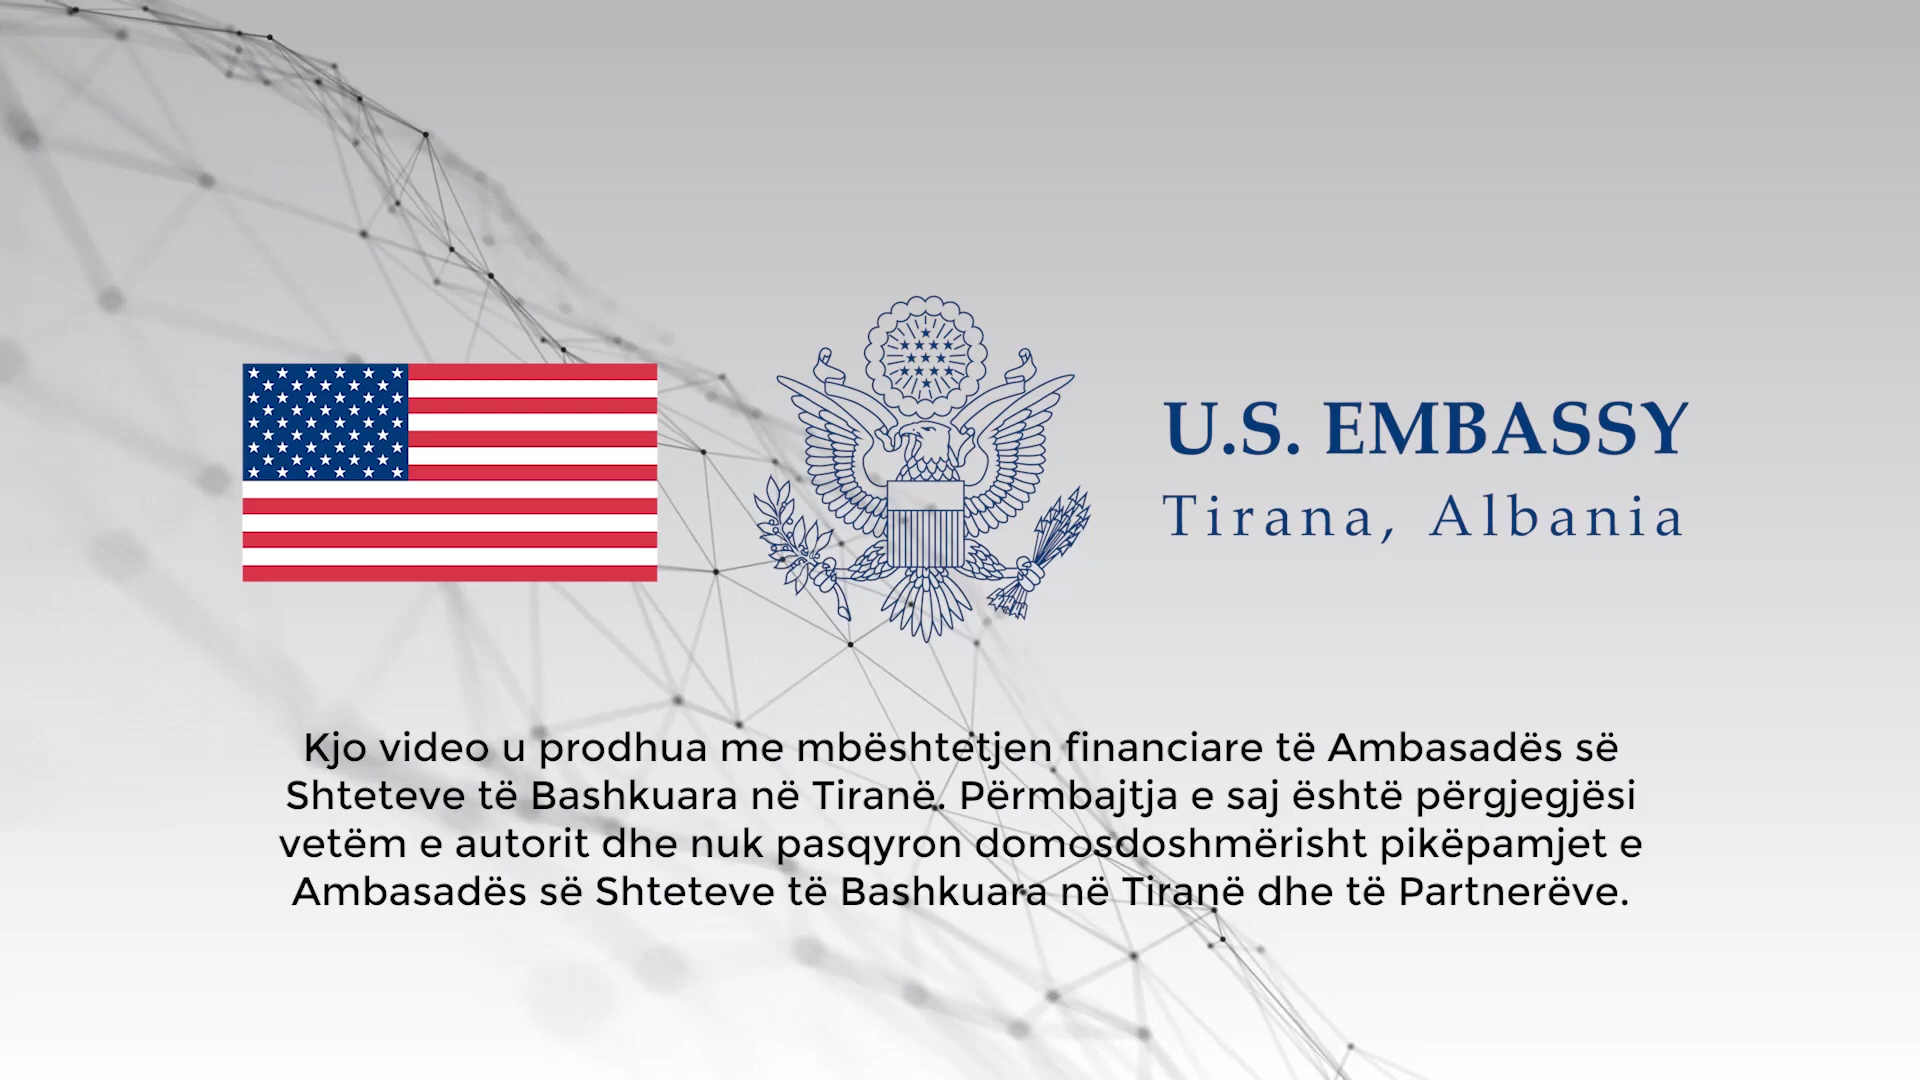 U.S. EMBASSY
Tirana, Albania
Kjo video u prodhua me mbështetjen financiare të Ambasadës së
Shteteve të Bashkuara në Tiranë. Përmbajtja e saj është përgjegjësi
vetëm e autorit dhe nuk pasqyron domosdoshmërisht pikëpamjet e
Ambasadës së Shteteve të Bashkuara në Tiranë dhe të Partnerëve.